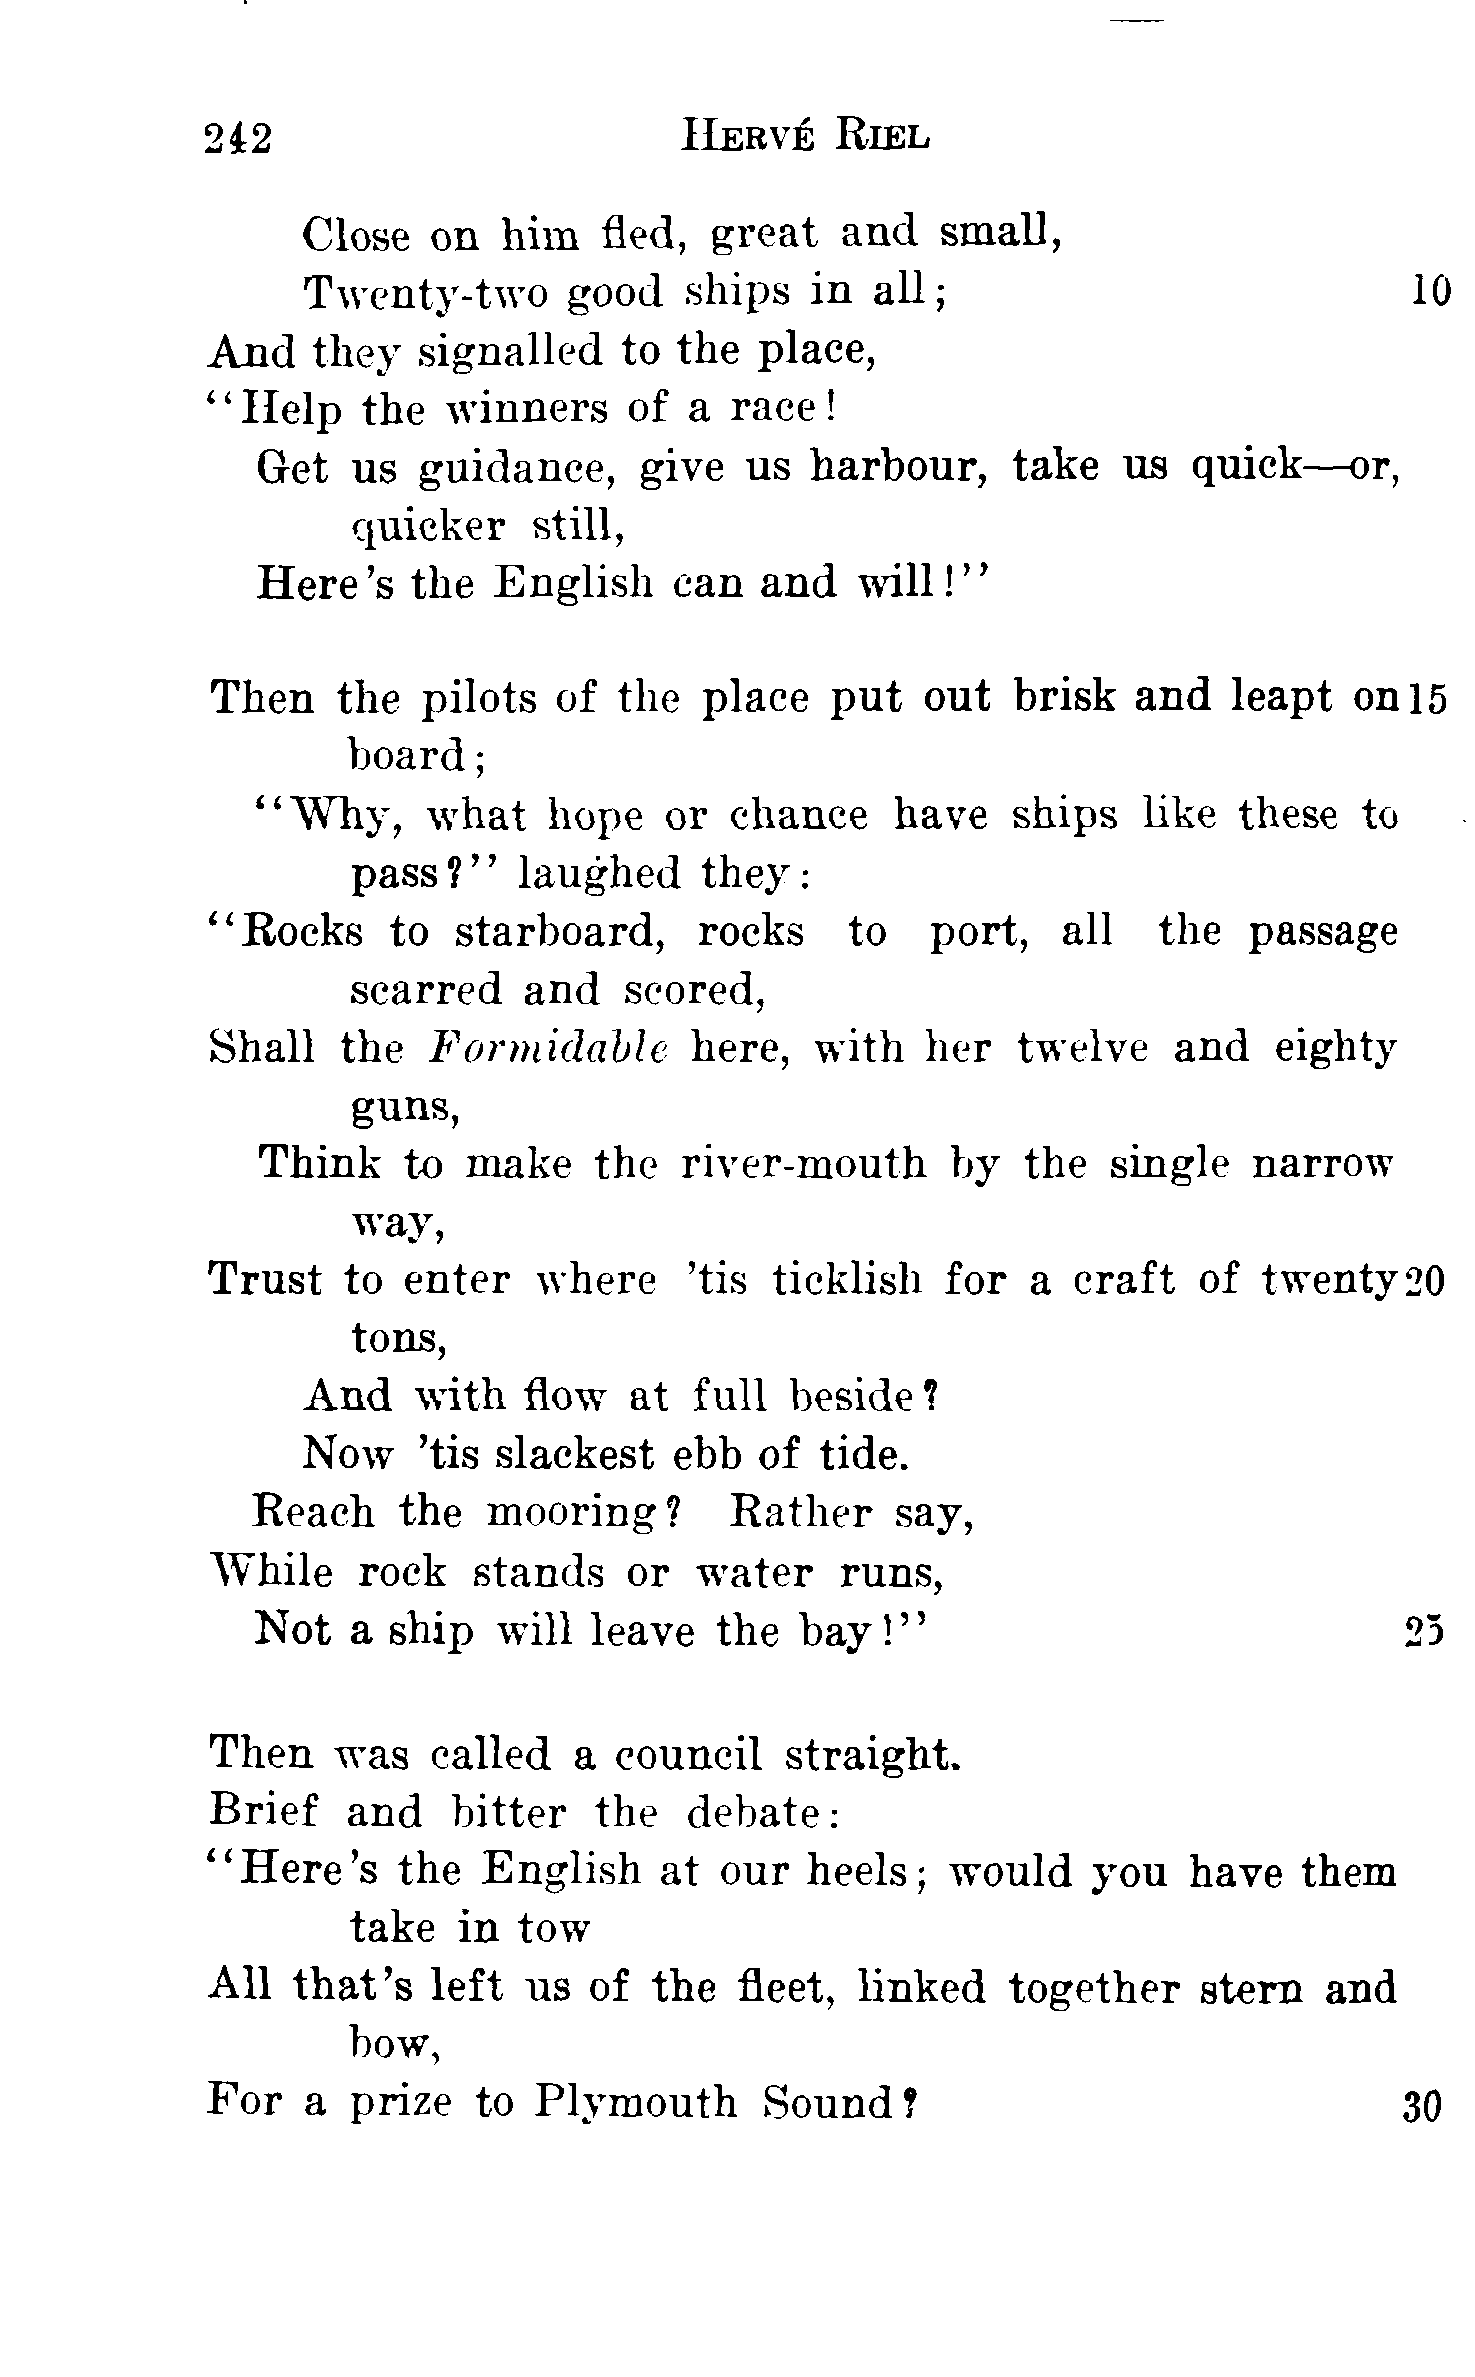 242 HERVÉ RIEL
Close on him fled, great and small,
Twenty-two good ships in all; 10
And they signalled to the place,
"Help the winners of a race!
Get us guidance, give us harbour, take us quick—or,
quicker still,
Here's the English can and will!"
Then the pilots of the place put out brisk and leapt on 15
board;
"Why, what hope or chance have ships like these to
pass?" laughed they:
"Rocks to starboard, rocks to port, all the passage
scarred and scored,
Shall the Formidable here, with her twelve and eighty
guns,
Think to make the river-mouth by the single narrow
way,
Trust to enter where 'tis ticklish for a craft of twenty 20
tons,
And with flow at full beside?
Now 'tis slackest ebb of tide.
Reach the mooring? Rather say,
While rock stands or water runs,
Not a ship will leave the bay!" 25
Then was called a council straight.
Brief and bitter the debate:
"Here's the English at our heels; would you have them
take in tow
All that's left us of the fleet, linked together stern and
bow,
For a prize to Plymouth Sound? 30